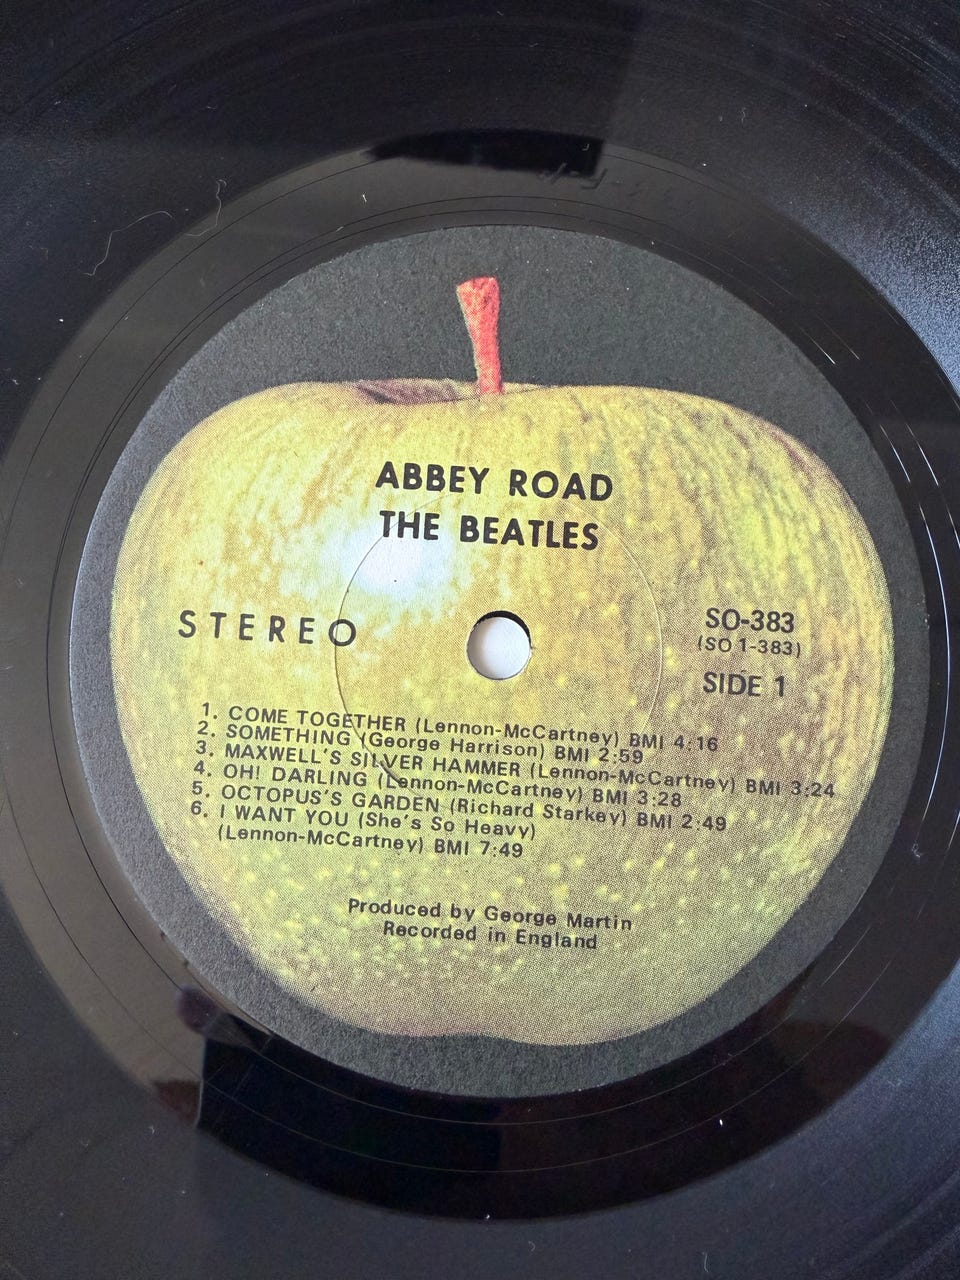 ABBEY ROAD
THE BEATLES
STEREO
SO-383
(SO 1-383)
SIDE 1
1. COME TOGETHER (Lennon-McCartney) BMI 4:16
2. SOMETHING (George Harrison) BMI 2:59
3. MAXWELL'S SILVER HAMMER (Lennon-McCartney) BMI 3:24
4. OH! DARLING (Lennon-McCartney) BMI 3:28
5. OCTOPUS'S GARDEN (Richard Starkey) BMI 2:49
6. I WANT YOU (She's So Heavy)
(Lennon-McCartney) BMI 7:49
Produced by George Martin
Recorded in England